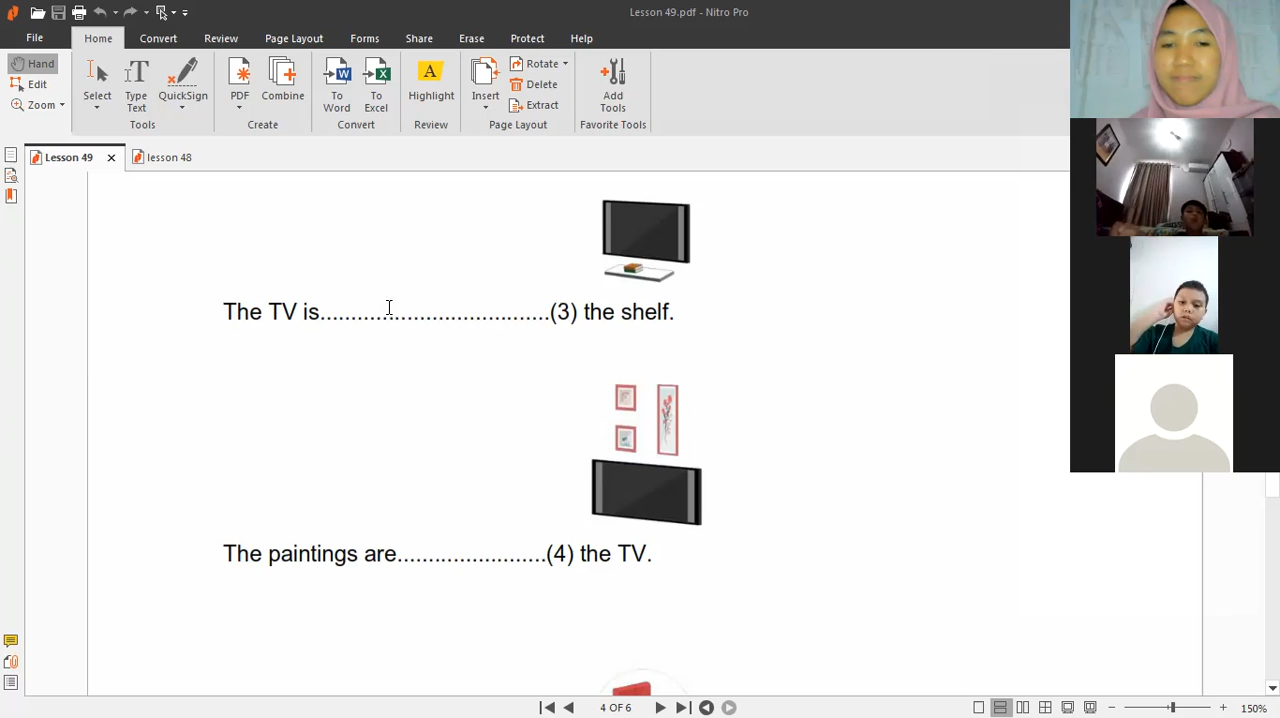 Lesson 49.pdf - Nitro Pro
File Home Convert Review Page Layout Forms Share Erase Protect Help
Hand
Edit
Zoom
Select
Type Text
QuickSign
Tools
PDF
Combine
Create
To Word
To Excel
Convert
Highlight
Review
Insert
Rotate
Delete
Extract
Page Layout
Add Tools
Favorite Tools
Lesson 49 lesson 48
The TV is.....................................(3) the shelf.
The paintings are........................(4) the TV.
4 OF 6
150%